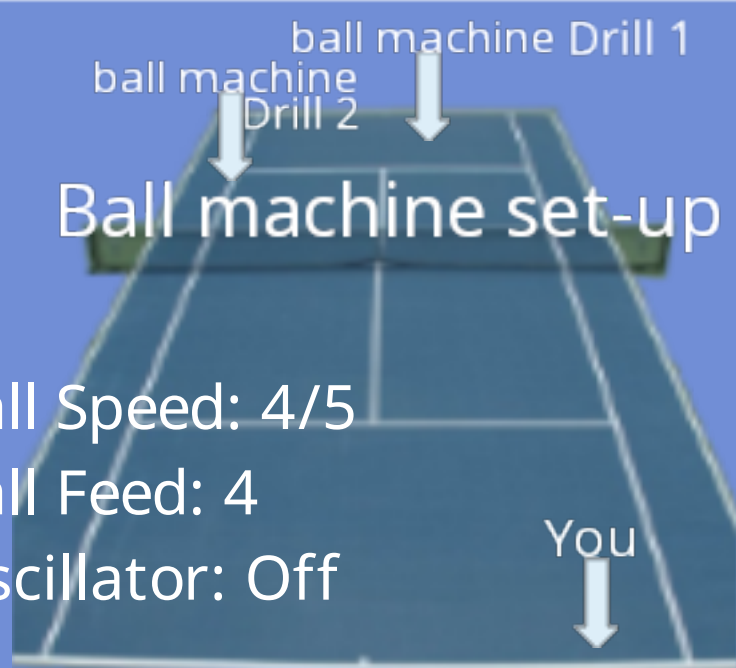 ball machine Drill 1
ball machine
Drill 2
Ball machine set-up
ll Speed: 4/5
ll Feed: 4
scillator: Off
You